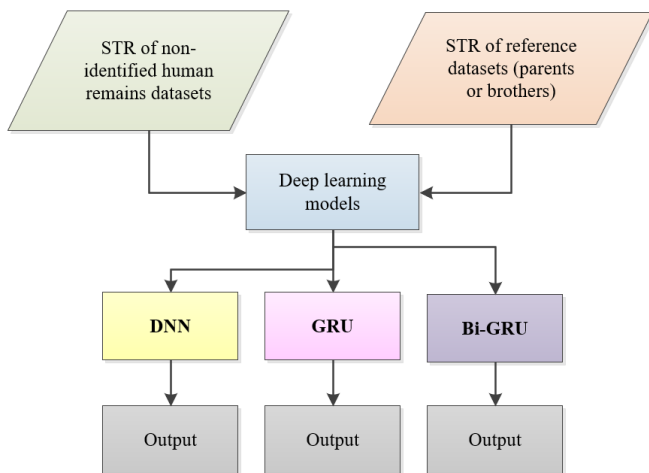 STR of non-
identified human
remains datasets
STR of reference
datasets (parents
or brothers)
Deep learning
models
DNN
GRU
Bi-GRU
Output
Output
Output